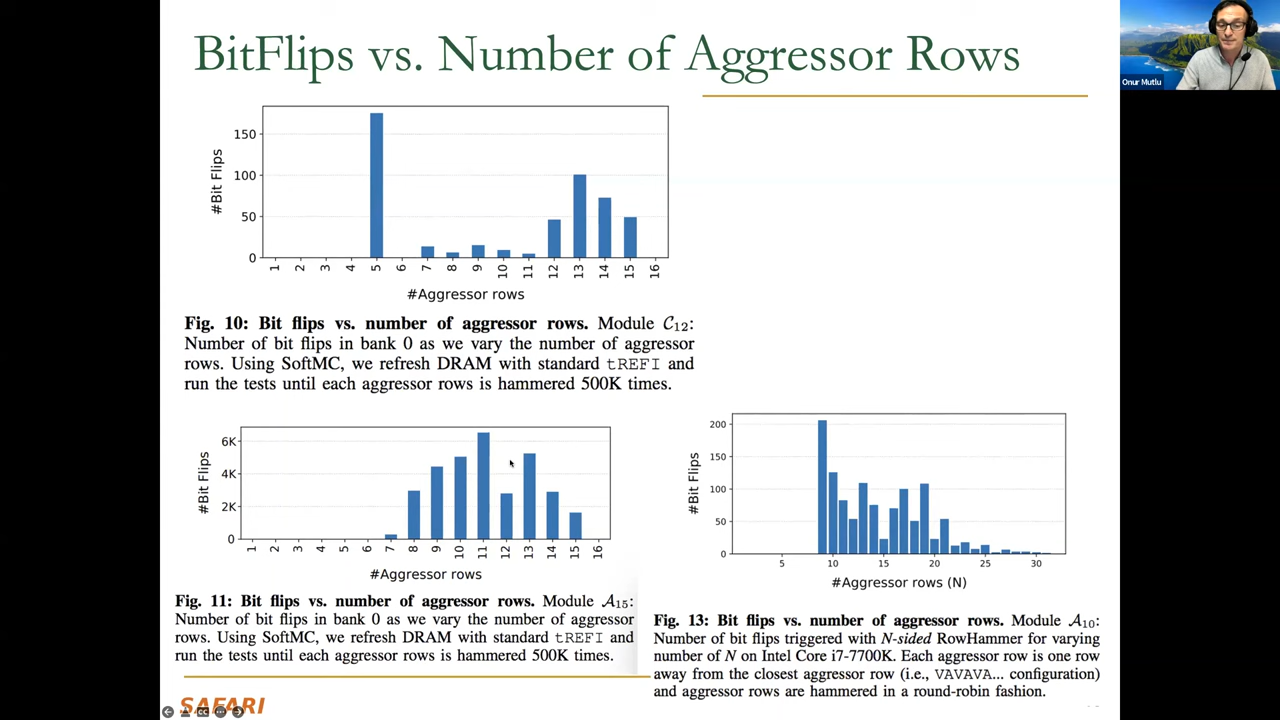 BitFlips vs. Number of Aggressor Rows
Onur Mutlu
150
100
50
0
#Bit Flips
1 2 3 4 5 6 7 8 9 10 11 12 13 14 15 16
#Aggressor rows
Fig. 10: Bit flips vs. number of aggressor rows. Module C12:
Number of bit flips in bank 0 as we vary the number of aggressor
rows. Using SoftMC, we refresh DRAM with standard tREFI and
run the tests until each aggressor rows is hammered 500K times.
6K
4K
2K
0
#Bit Flips
1 2 3 4 5 6 7 8 9 10 11 12 13 14 15 16
#Aggressor rows
Fig. 11: Bit flips vs. number of aggressor rows. Module A15:
Number of bit flips in bank 0 as we vary the number of aggressor
rows. Using SoftMC, we refresh DRAM with standard tREFI and
run the tests until each aggressor rows is hammered 500K times.
200
150
100
50
0
#Bit Flips
5 10 15 20 25 30
#Aggressor rows (N)
Fig. 13: Bit flips vs. number of aggressor rows. Module A10:
Number of bit flips triggered with N-sided RowHammer for varying
number of N on Intel Core i7-7700K. Each aggressor row is one row
away from the closest aggressor row (i.e., VAVAVA... configuration)
and aggressor rows are hammered in a round-robin fashion.
SAFARI